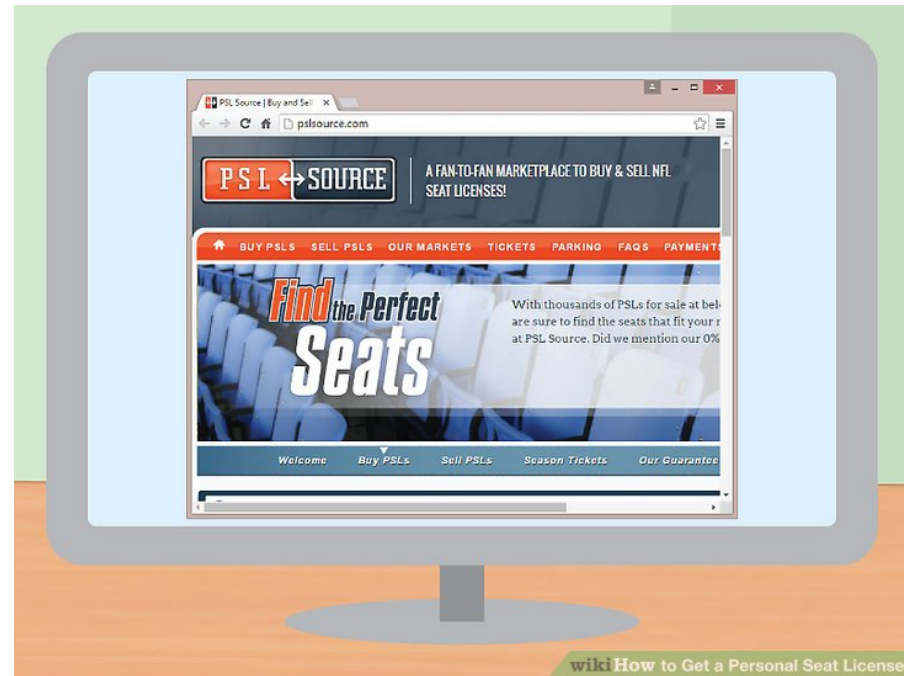 PSL Source | Buy and Sell
pslsource.com
PSL SOURCE
A FAN-TO-FAN MARKETPLACE TO BUY & SELL NFL
SEAT LICENSES!
BUY PSLS SELL PSLS OUR MARKETS TICKETS PARKING FAQS PAYMENTS
Find the Perfect
Seats
With thousands of PSLs for sale at
are sure to find the seats that fit your
at PSL Source. Did we mention our 0%
Welcome Buy PSLs Sell PSLs Season Tickets Our Guarantee
wikiHow to Get a Personal Seat License